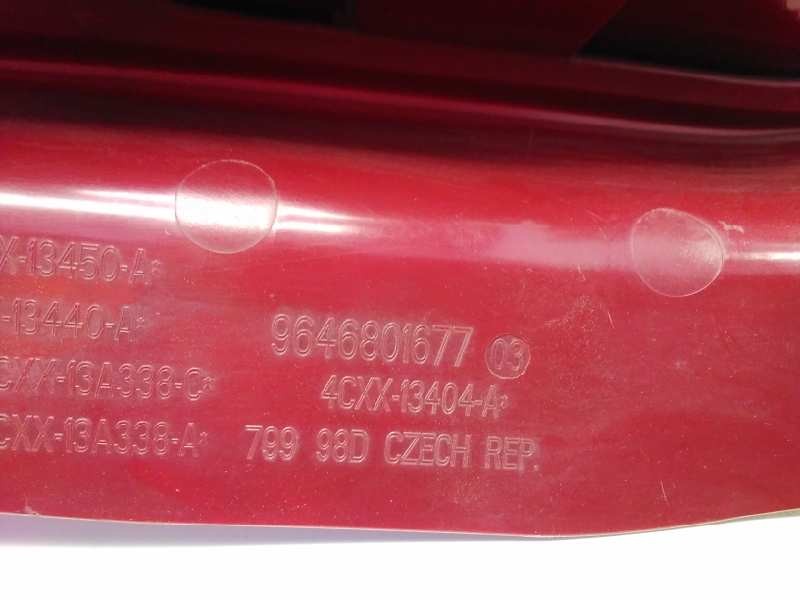 X-13450-A*
-13440-A*
CXX-13A338-C*
CXX-13A338-A*
9646801677 03
4CXX-13404-A*
799 98D CZECH REP.